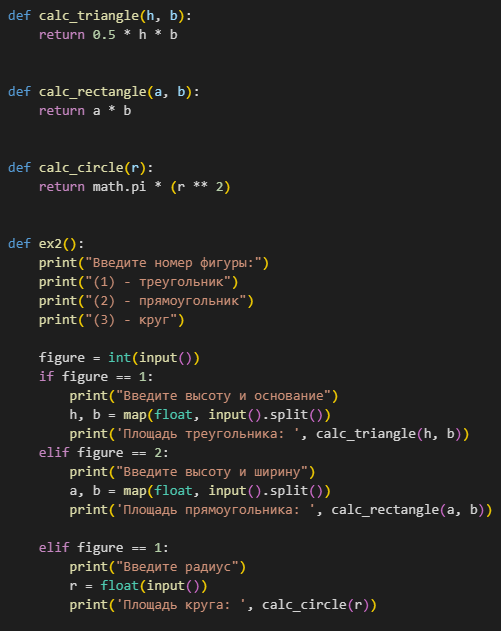 def calc_triangle(h, b):
    return 0.5 * h * b
def calc_rectangle(a, b):
    return a * b
def calc_circle(r):
    return math.pi * (r ** 2)
def ex2():
    print("Введите номер фигуры:")
    print("(1) - треугольник")
    print("(2) - прямоугольник")
    print("(3) - круг")
    figure = int(input())
    if figure == 1:
        print("Введите высоту и основание")
        h, b = map(float, input().split())
        print('Площадь треугольника: ', calc_triangle(h, b))
    elif figure == 2:
        print("Введите высоту и ширину")
        a, b = map(float, input().split())
        print('Площадь прямоугольника: ', calc_rectangle(a, b))
    elif figure == 1:
        print("Введите радиус")
        r = float(input())
        print('Площадь круга: ', calc_circle(r))